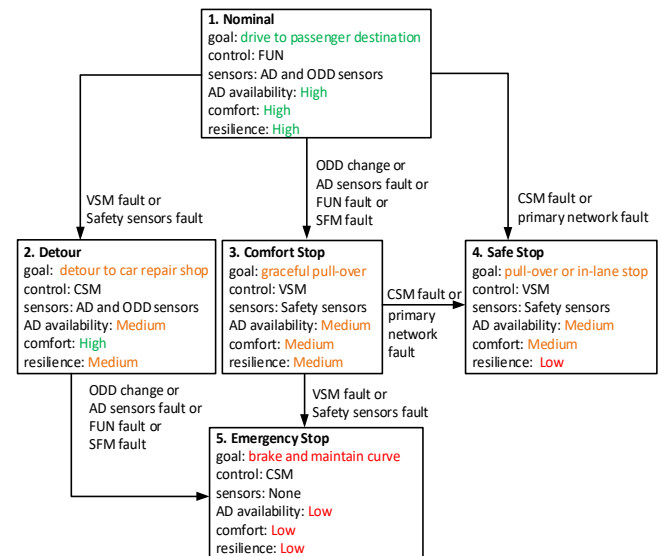 1. Nominal
goal: drive to passenger destination
control: FUN
sensors: AD and ODD sensors
AD availability: High
comfort: High
resilience: High
VSM fault or
Safety sensors fault
ODD change or
AD sensors fault or
FUN fault or
SFM fault
CSM fault or
primary network fault
2. Detour
goal: detour to car repair shop
control: CSM
sensors: AD and ODD sensors
AD availability: Medium
comfort: High
resilience: Medium
3. Comfort Stop
goal: graceful pull-over
control: VSM
sensors: Safety sensors
AD availability: Medium
comfort: Medium
resilience: Medium
CSM fault or
primary
network
fault
4. Safe Stop
goal: pull-over or in-lane stop
control: VSM
sensors: Safety sensors
AD availability: Medium
comfort: Medium
resilience: Low
ODD change or
AD sensors fault or
FUN fault or
SFM fault
VSM fault or
Safety sensors fault
5. Emergency Stop
goal: brake and maintain curve
control: CSM
sensors: None
AD availability: Low
comfort: Low
resilience: Low